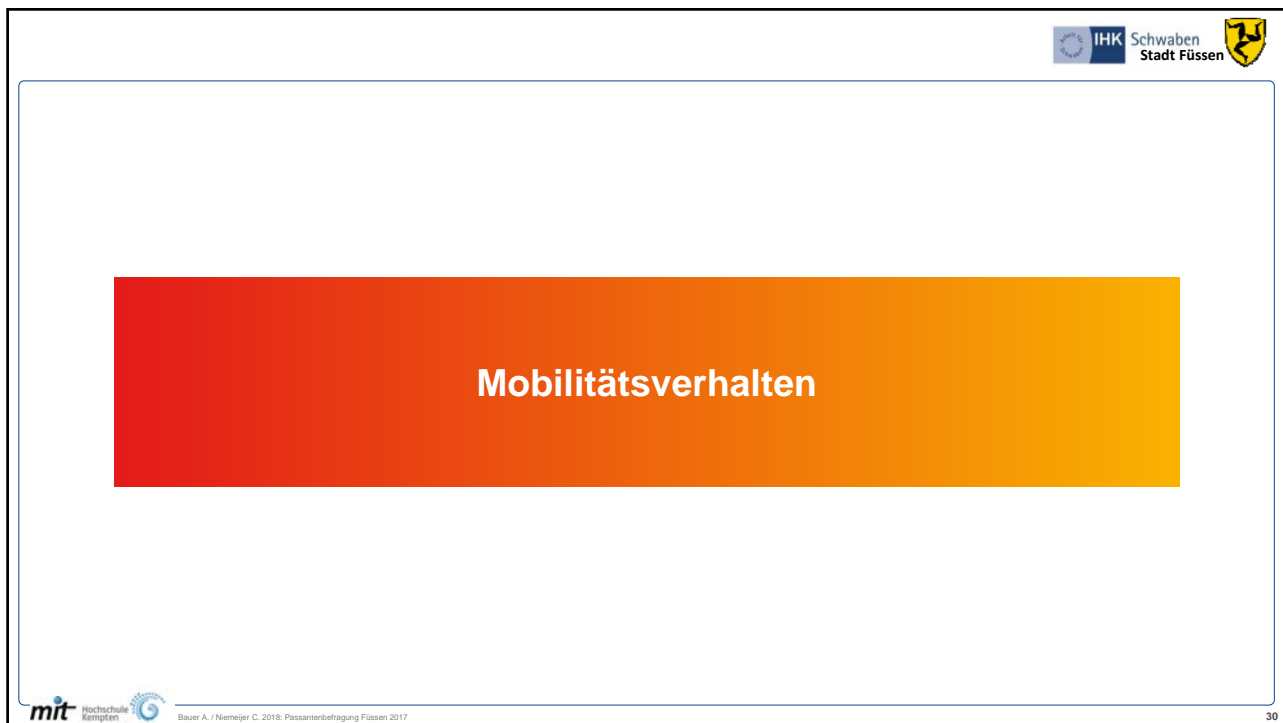 IHK Schwaben
Stadt Füssen
Mobilitätsverhalten
mit Hochschule
Kempten
Bauer A. / Niemeijer C. 2018: Passantenbefragung Füssen 2017
30